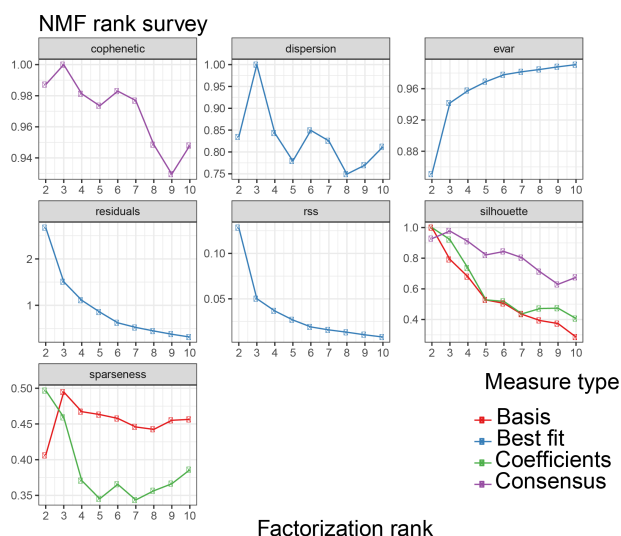 NMF rank survey
cophenetic
dispersion
evar
1.00
0.98
0.96
0.94
2 3 4 5 6 7 8 9 10
1.00
0.95
0.90
0.85
0.80
0.75
2 3 4 5 6 7 8 9 10
0.96
0.92
0.88
2 3 4 5 6 7 8 9 10
residuals
rss
silhouette
2
1
2 3 4 5 6 7 8 9 10
0.10
0.05
2 3 4 5 6 7 8 9 10
1.0
0.8
0.6
0.4
2 3 4 5 6 7 8 9 10
sparseness
0.50
0.45
0.40
0.35
2 3 4 5 6 7 8 9 10
Measure type
Basis
Best fit
Coefficients
Consensus
Factorization rank